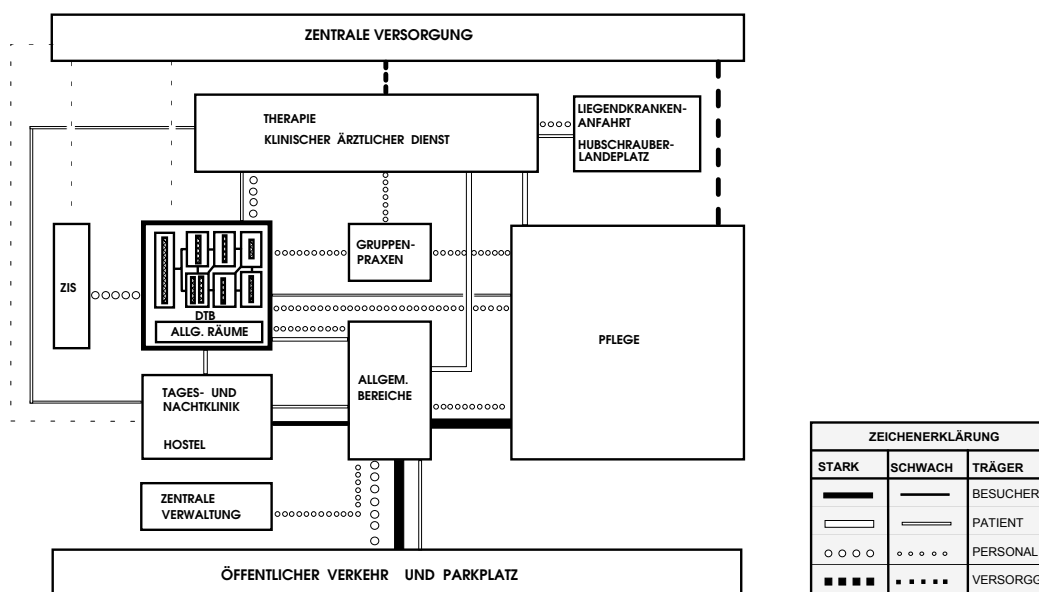 ZENTRALE VERSORGUNG
THERAPIE
KLINISCHER ÄRZTLICHER DIENST
LIEGENDKRANKEN-
ANFAHRT
HUBSCHRAUBER-
LANDEPLATZ
ZIS
DTB
ALLG. RÄUME
GRUPPEN-
PRAXEN
PFLEGE
ALLGEM.
BEREICHE
TAGES- UND
NACHTKLINIK
HOSTEL
ZENTRALE
VERWALTUNG
ÖFFENTLICHER VERKEHR UND PARKPLATZ
ZEICHENERKLÄRUNG
STARK SCHWACH TRÄGER
BESUCHER
PATIENT
PERSONAL
VERSORGG